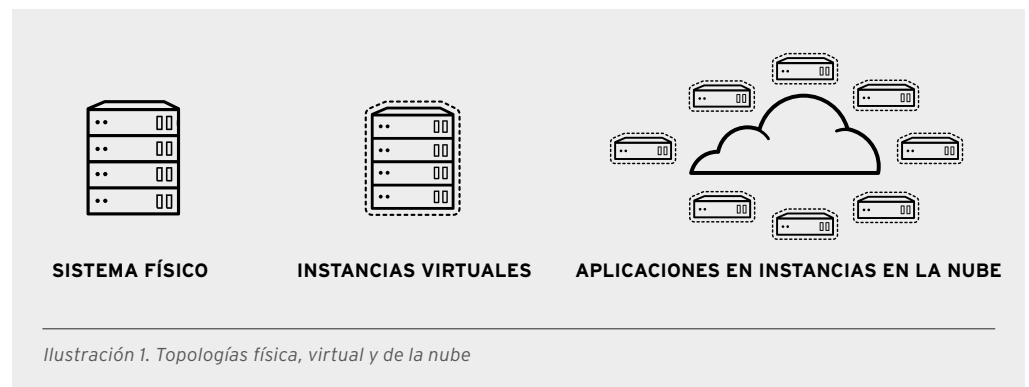 SISTEMA FÍSICO
INSTANCIAS VIRTUALES
APLICACIONES EN INSTANCIAS EN LA NUBE
Ilustración 1. Topologías física, virtual y de la nube